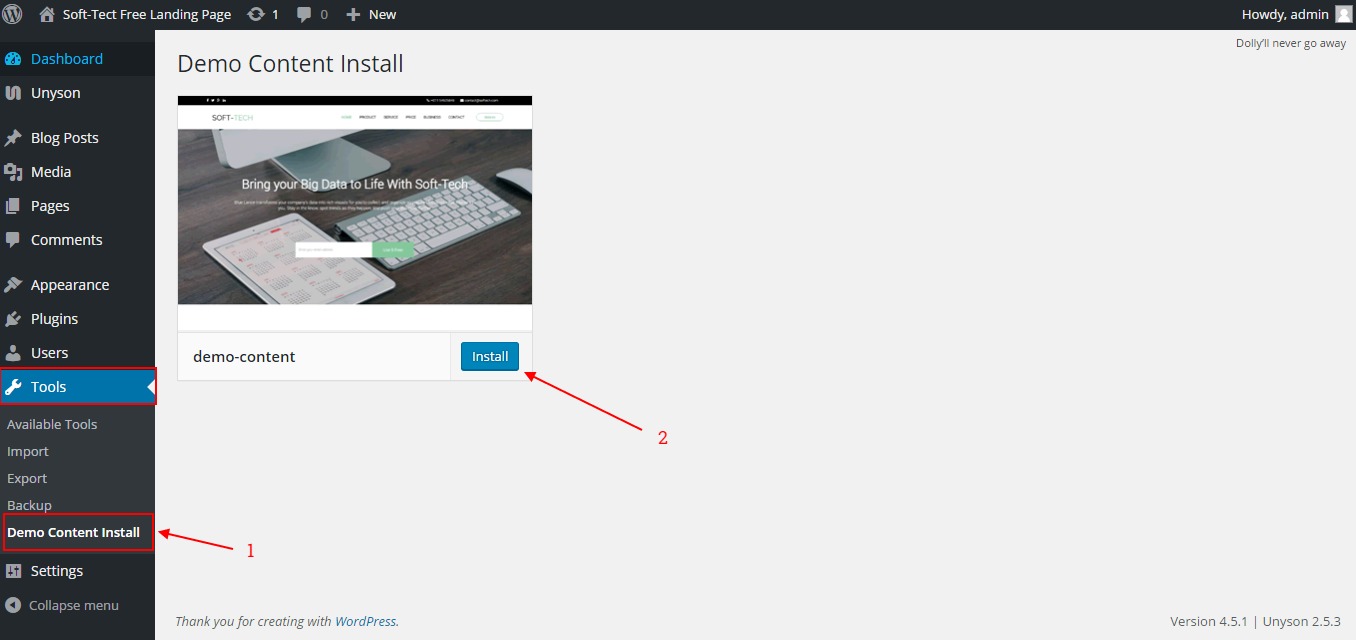 Soft-Tect Free Landing Page 1 0 New Howdy, admin
Dolly'll never go away
Dashboard
Unyson
Blog Posts
Media
Pages
Comments
Appearance
Plugins
Users
Tools
Available Tools
Import
Export
Backup
Demo Content Install
Settings
Collapse menu
Demo Content Install
SOFT-TECH HOME PRODUCT SERVICE PRICE BUSINESS CONTACT
Bring your Big Data to Life With Soft-Tech
demo-content Install
2
1
Thank you for creating with WordPress. Version 4.5.1 | Unyson 2.5.3